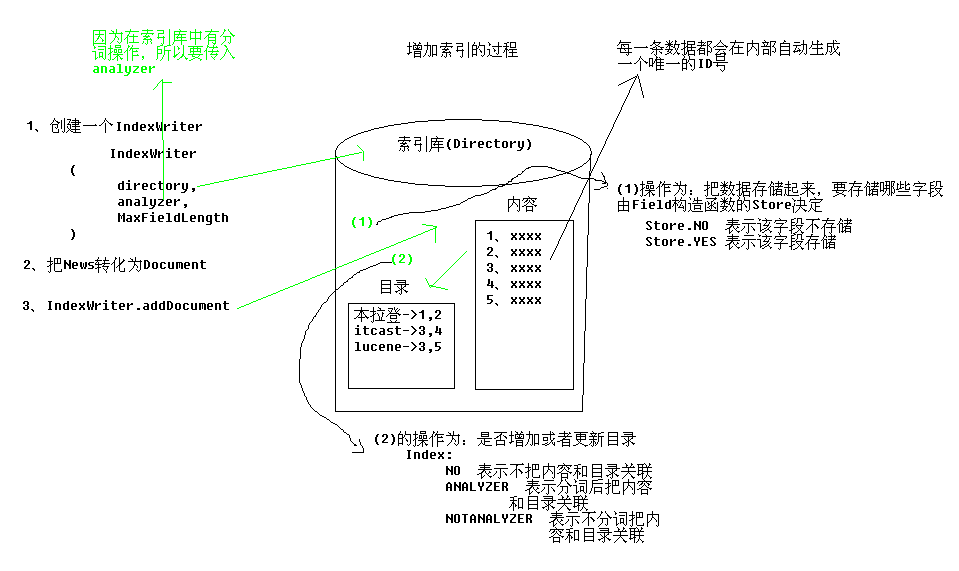 因为在索引库中有分
词操作，所以要传入
analyzer
增加索引的过程
每一条数据都会在内部自动生成
一个唯一的ID号
1、创建一个IndexWriter
IndexWriter
(
directory,
analyzer,
MaxFieldLength
)
2、把News转化为Document
3、IndexWriter.addDocument
索引库(Directory)
(1)
(2)
内容
1、xxxx
2、xxxx
3、xxxx
4、xxxx
5、xxxx
目录
本拉登->1,2
itcast->3,4
lucene->3,5
(1)操作为：把数据存储起来，要存储哪些字段
由Field构造函数的Store决定
Store.NO 表示该字段不存储
Store.YES 表示该字段存储
(2)的操作为：是否增加或者更新目录
Index:
NO 表示不把内容和目录关联
ANALYZER 表示分词后把内容
和目录关联
NOTANALYZER 表示不分词把内
容和目录关联